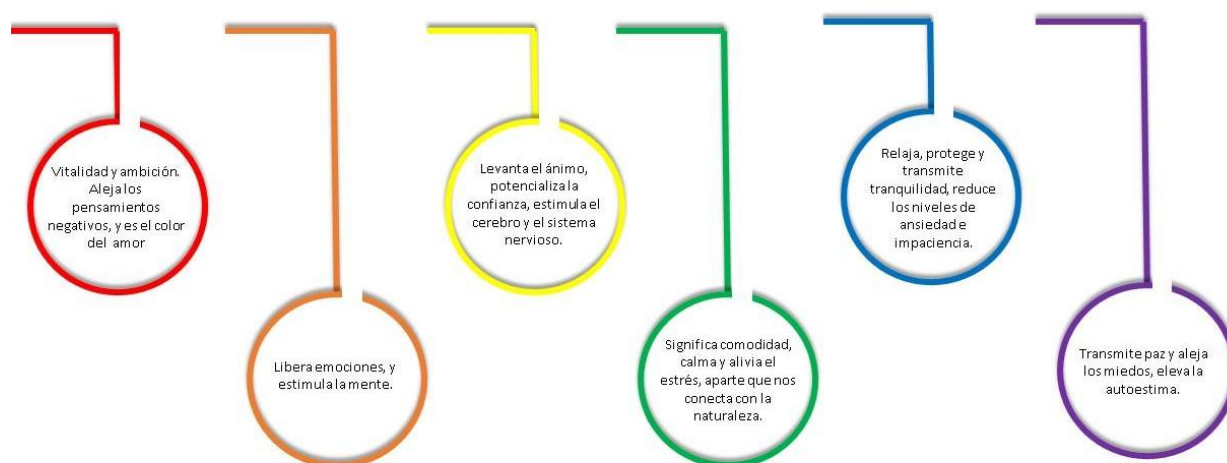 Vitalidad y ambición.
Aleja los
pensamientos
negativos, y es el color
del amor
Libera emociones, y
estimula la mente.
Levanta el ánimo,
potencializa la
confianza, estimula el
cerebro y el sistema
nervioso.
Significa comodidad,
calma y alivia el
estrés, aparte que nos
conecta con la
naturaleza.
Relaja, protege y
transmite
tranquilidad, reduce
los niveles de
ansiedad e
impaciencia.
Transmite paz y aleja
los miedos, eleva la
autoestima.